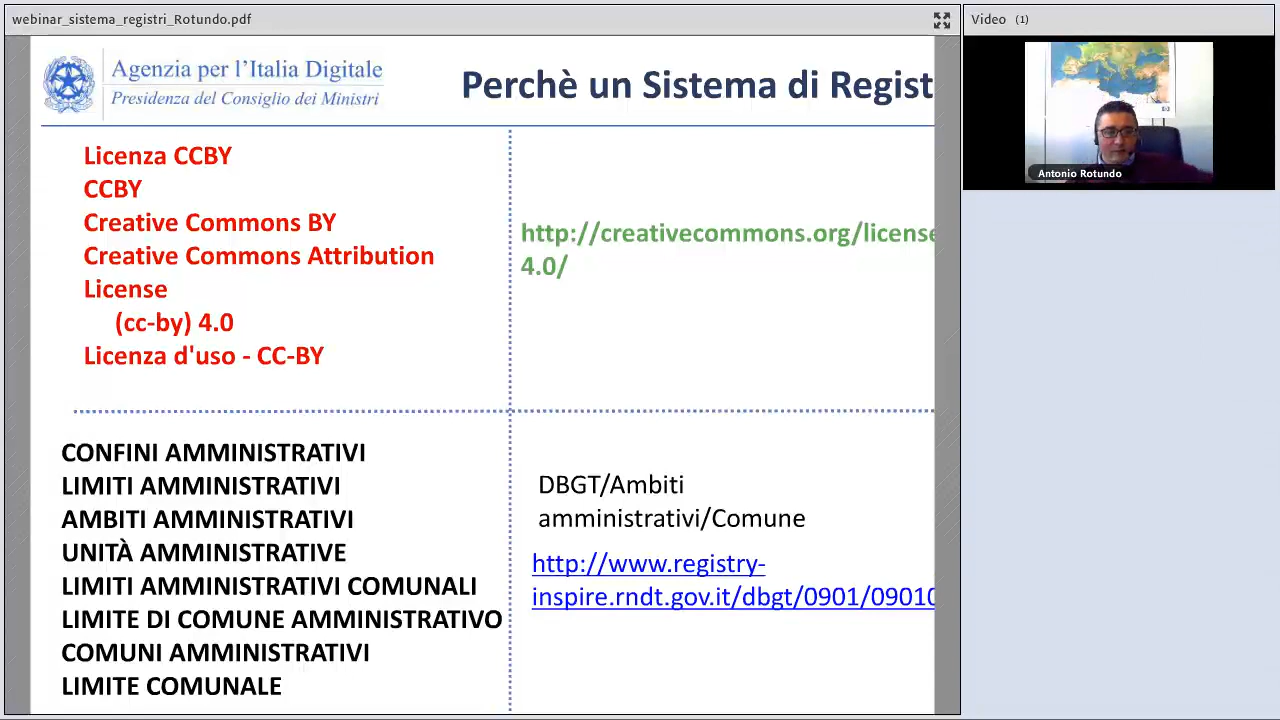 webinar_sistema_registri_Rotundo.pdf
Video (1)
Agenzia per l'Italia Digitale
Presidenza del Consiglio dei Ministri
Perchè un Sistema di Regist
Antonio Rotundo
Licenza CCBY
CCBY
Creative Commons BY
Creative Commons Attribution
License
(cc-by) 4.0
Licenza d'uso - CC-BY
http://creativecommons.org/license
4.0/
CONFINI AMMINISTRATIVI
LIMITI AMMINISTRATIVI
AMBITI AMMINISTRATIVI
UNITÀ AMMINISTRATIVE
LIMITI AMMINISTRATIVI COMUNALI
LIMITE DI COMUNE AMMINISTRATIVO
COMUNI AMMINISTRATIVI
LIMITE COMUNALE
DBGT/Ambiti
amministrativi/Comune
http://www.registry-
inspire.rndt.gov.it/dbgt/0901/09010